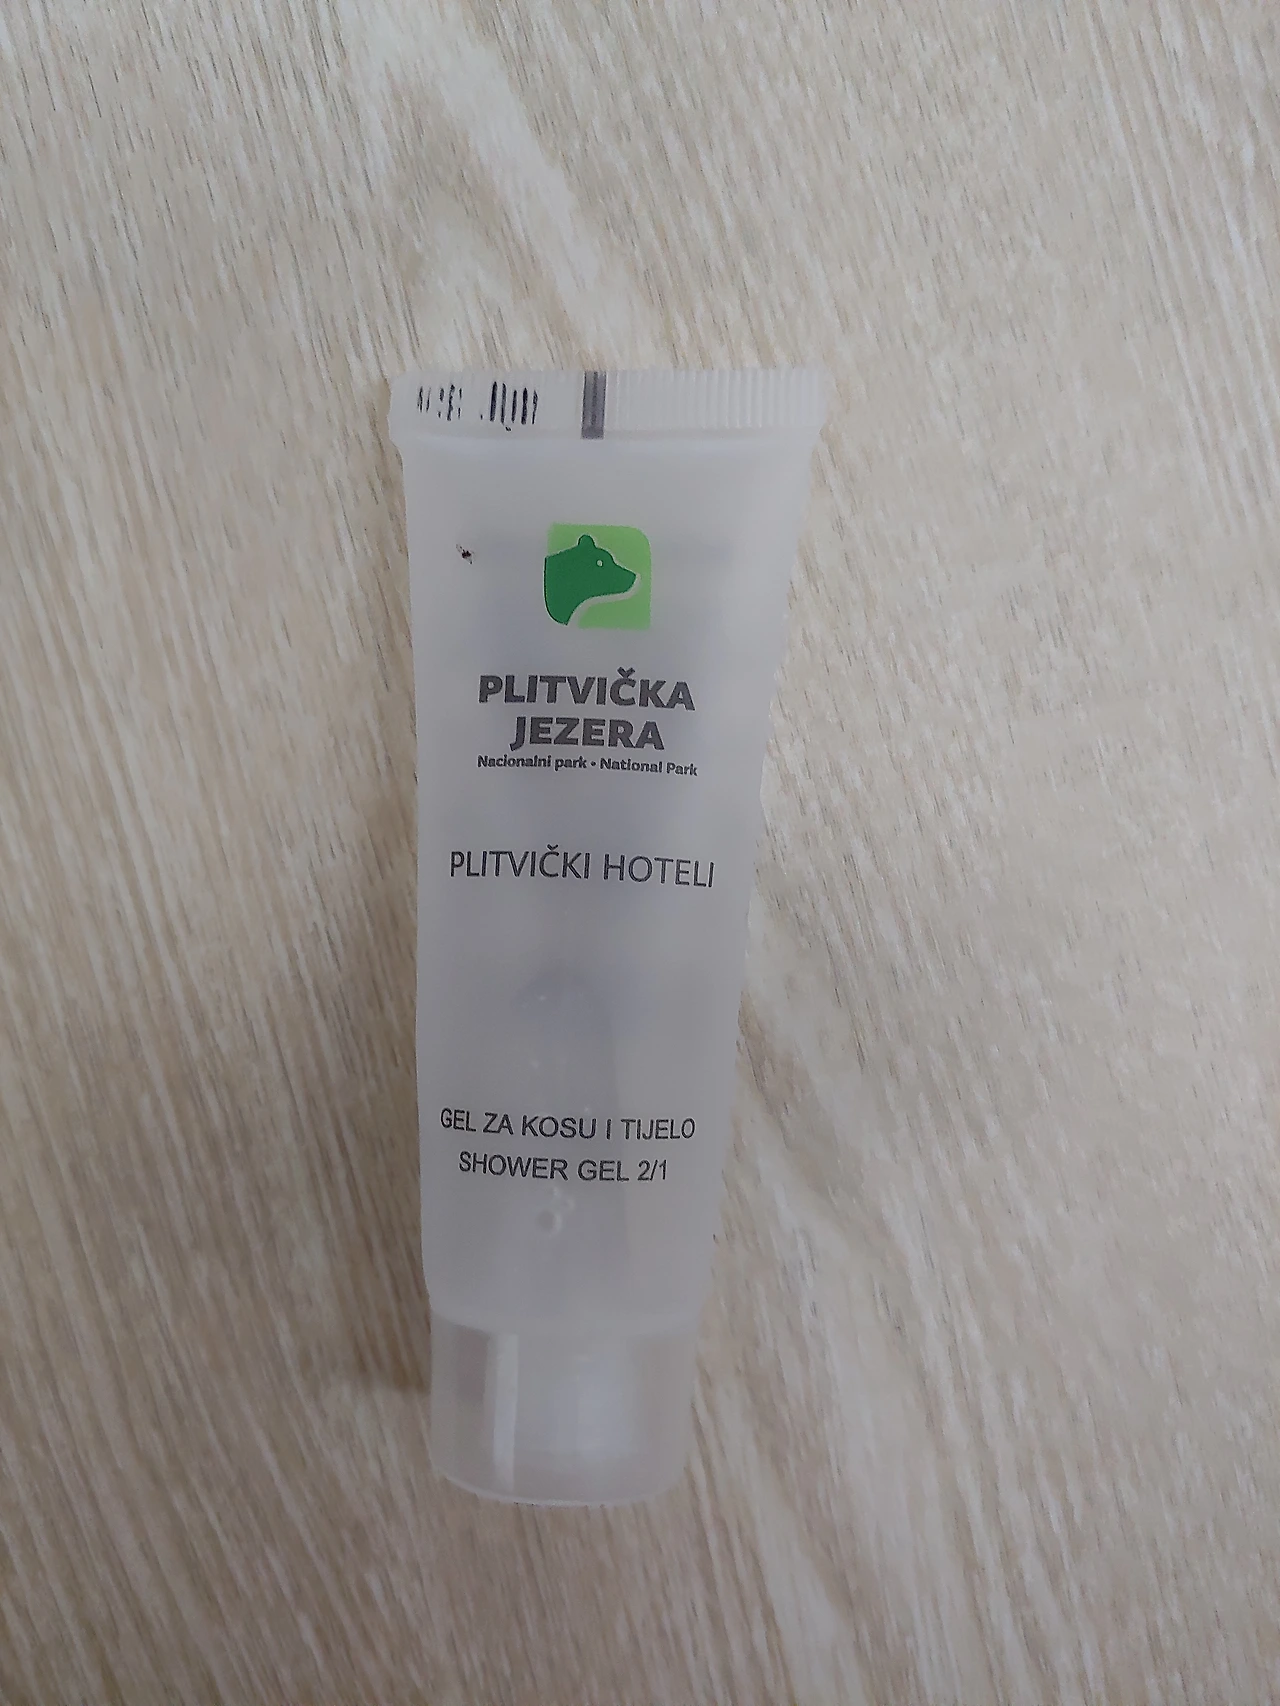 PLITVIČKA
JEZERA
Nacionalni park • National Park
PLITVIČKI HOTELI
GEL ZA KOSU I TIJELO
SHOWER GEL 2/1